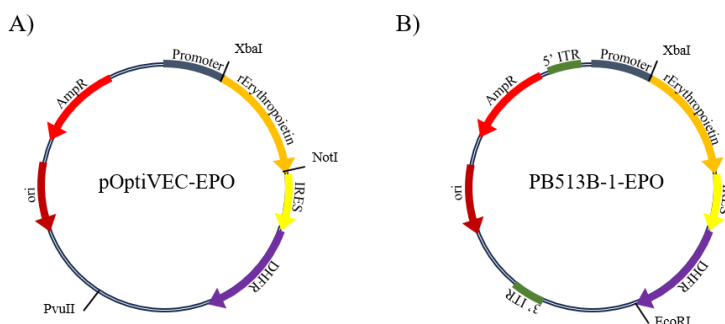 A)
Promoter
XbaI
AmpR
rErythropoietin
NotI
ori
pOptiVEC-EPO
IRES
DHFR
PvuII
B)
5' ITR
Promoter
XbaI
AmpR
rErythropoietin
ori
PB513B-1-EPO
IRES
DHFR
3' ITR
EcoRI